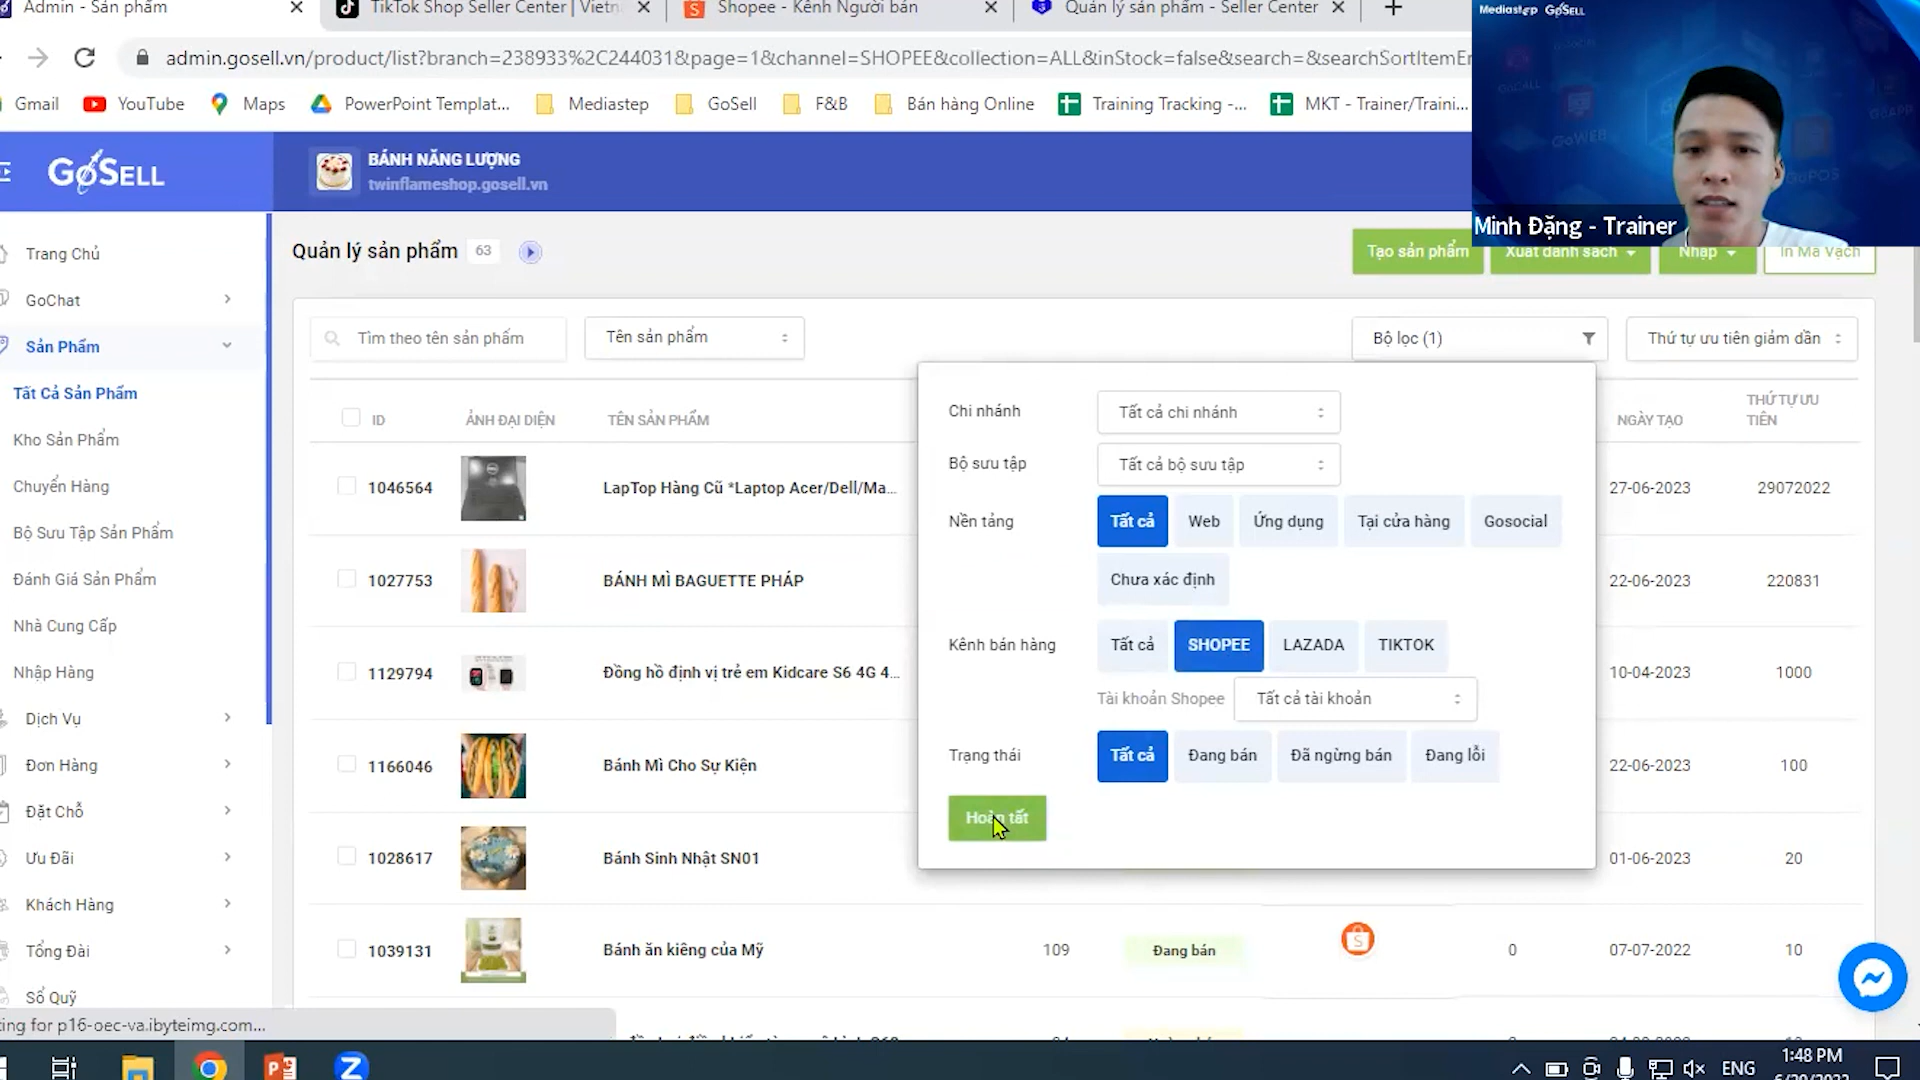 Admin - Sản phẩm
TikTok Shop Seller Center | Vietn
Shopee - Kênh Người bán
Quản lý sản phẩm - Seller Center
admin.gosell.vn/product/list?branch=238933%2C244031&page=1&channel=SHOPEE&collection=ALL&inStock=false&search=&searchSortItemEn
Gmail
YouTube
Maps
PowerPoint Templat...
Mediastep
GoSell
F&B
Bán hàng Online
Training Tracking -...
MKT - Trainer/Traini...
Mediastep GoSELL
GoWEB
GoPOS
Minh Đặng - Trainer
GoSELL
BÁNH NĂNG LƯỢNG
twinflameshop.gosell.vn
Trang Chủ
GoChat
Sản Phẩm
Tất Cả Sản Phẩm
Kho Sản Phẩm
Chuyển Hàng
Bộ Sưu Tập Sản Phẩm
Đánh Giá Sản Phẩm
Nhà Cung Cấp
Nhập Hàng
Dịch Vụ
Đơn Hàng
Đặt Chỗ
Ưu Đãi
Khách Hàng
Tổng Đài
Sổ Quỹ
Quản lý sản phẩm 63
Tạo sản phẩm
Xuất danh sách
Nhập
In Mã Vạch
Tìm theo tên sản phẩm
Tên sản phẩm
Bộ lọc (1)
Thứ tự ưu tiên giảm dần
ID
ẢNH ĐẠI DIỆN
TÊN SẢN PHẨM
NGÀY TẠO
THỨ TỰ ƯU
TIÊN
1046564
LapTop Hàng Cũ *Laptop Acer/Dell/Ma...
27-06-2023
29072022
1027753
BÁNH MÌ BAGUETTE PHÁP
22-06-2023
220831
1129794
Đồng hồ định vị trẻ em Kidcare S6 4G 4...
10-04-2023
1000
1166046
Bánh Mì Cho Sự Kiện
22-06-2023
100
1028617
Bánh Sinh Nhật SN01
01-06-2023
20
1039131
Bánh ăn kiêng của Mỹ
109
Đang bán
0
07-07-2022
10
Chi nhánh
Tất cả chi nhánh
Bộ sưu tập
Tất cả bộ sưu tập
Nền tảng
Tất cả
Web
Ứng dụng
Tại cửa hàng
Gosocial
Chưa xác định
Kênh bán hàng
Tất cả
SHOPEE
LAZADA
TIKTOK
Tài khoản Shopee
Tất cả tài khoản
Trạng thái
Tất cả
Đang bán
Đã ngừng bán
Đang lỗi
Hoàn tất
ting for p16-oec-va.ibyteimg.com...
ENG
1:48 PM